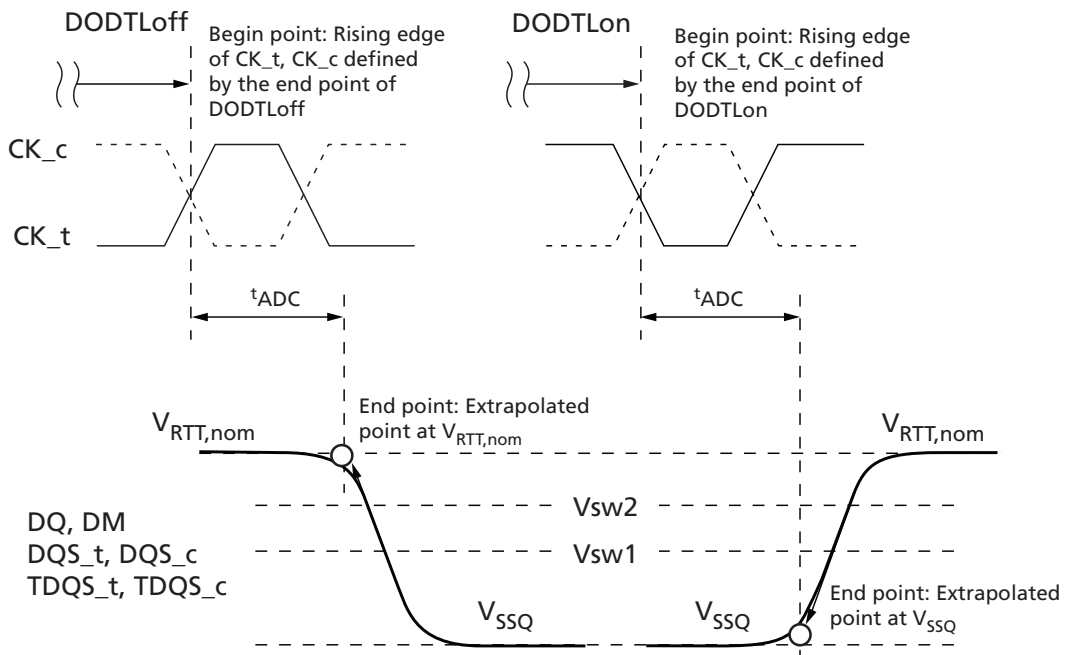 DODTLoff
Begin point: Rising edge
of CK_t, CK_c defined
by the end point of
DODTLoff
DODTLon
Begin point: Rising edge
of CK_t, CK_c defined
by the end point of
DODTLon
CK_c
CK_t
tADC
tADC
VRTT,nom
End point: Extrapolated
point at VRTT,nom
VRTT,nom
Vsw2
DQ, DM
DQS_t, DQS_c
TDQS_t, TDQS_c
Vsw1
VSSQ
VSSQ
End point: Extrapolated
point at VSSQ